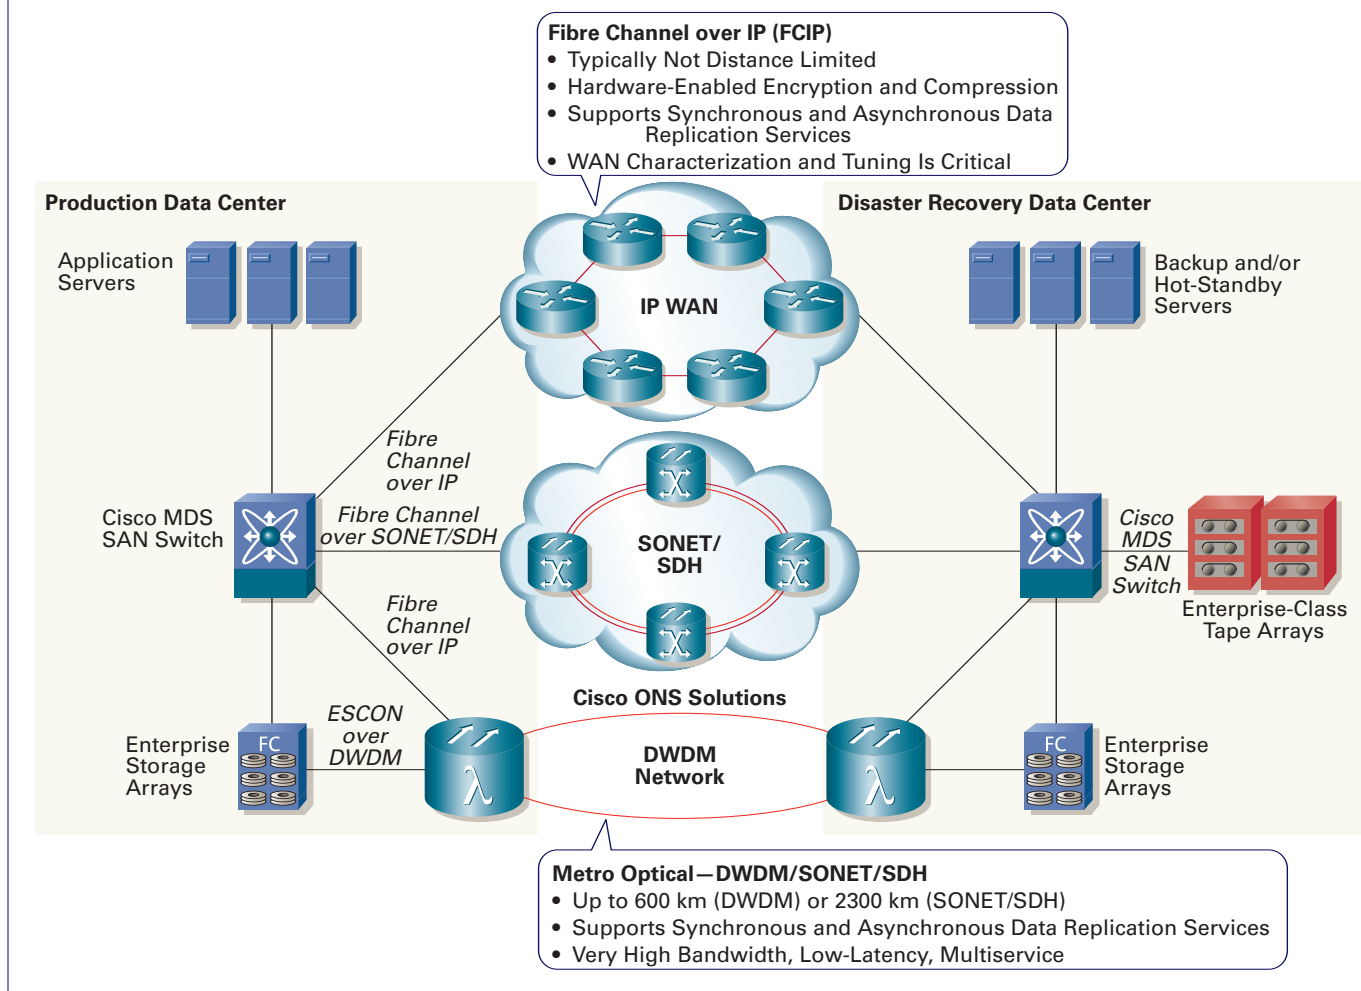 Fibre Channel over IP (FCIP)
• Typically Not Distance Limited
• Hardware-Enabled Encryption and Compression
• Supports Synchronous and Asynchronous Data
Replication Services
• WAN Characterization and Tuning Is Critical
Production Data Center
Disaster Recovery Data Center
Application
Servers
IP WAN
Backup and/or
Hot-Standby
Servers
Fibre
Channel
over IP
Cisco MDS
SAN Switch
Fibre Channel
over SONET/SDH
SONET/
SDH
Cisco
MDS
SAN
Switch
Enterprise-Class
Tape Arrays
Fibre
Channel
over IP
Cisco ONS Solutions
Enterprise
Storage
Arrays
FC
ESCON
over
DWDM
λ
DWDM
Network
λ
FC
Enterprise
Storage
Arrays
Metro Optical—DWDM/SONET/SDH
• Up to 600 km (DWDM) or 2300 km (SONET/SDH)
• Supports Synchronous and Asynchronous Data Replication Services
• Very High Bandwidth, Low-Latency, Multiservice